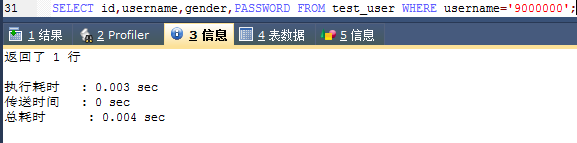 31 SELECT id,username,gender,PASSWORD FROM test_user WHERE username='9000000';
1 结果 2 Profiler 3 信息 4 表数据 5 信息
返回了 1 行
执行耗时 : 0.003 sec
传送时间 : 0 sec
总耗时 : 0.004 sec